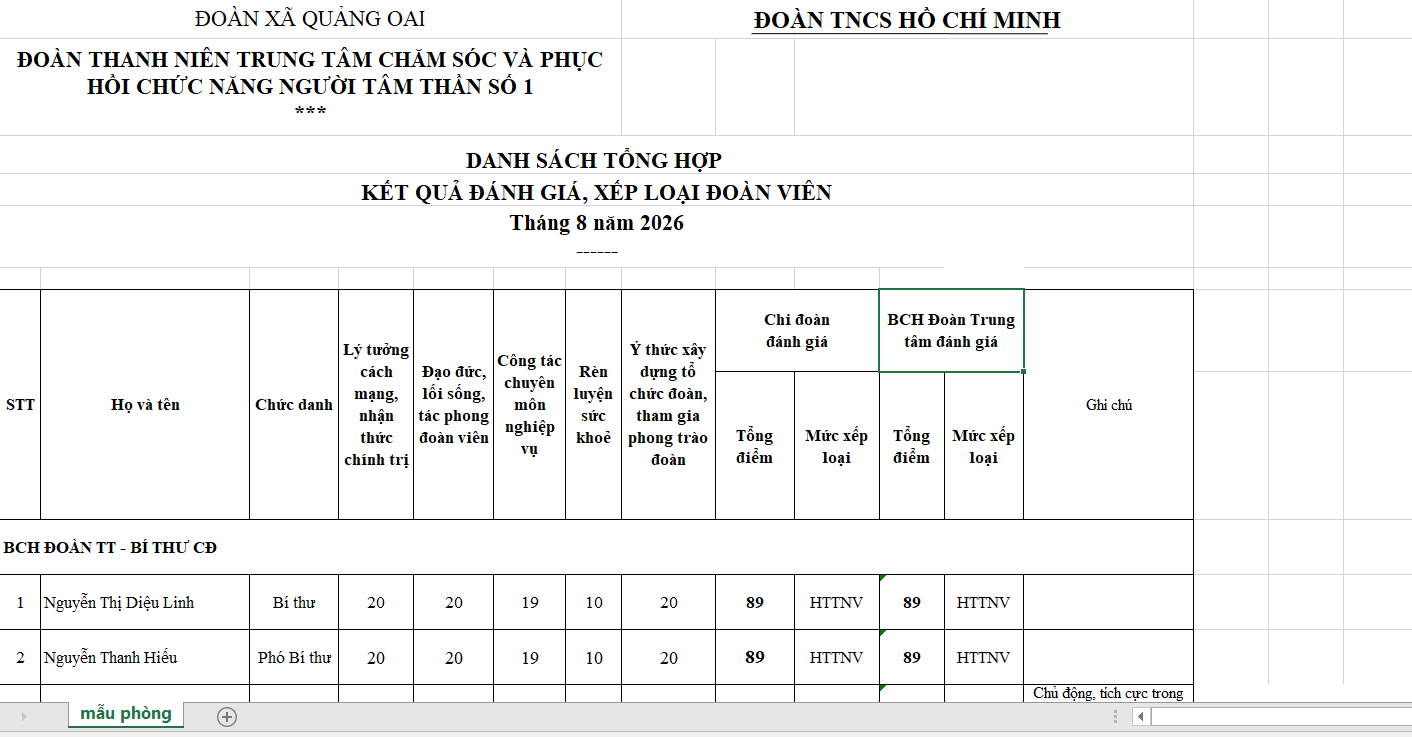 ĐOÀN XÃ QUẢNG OAI
ĐOÀN TNCS HỒ CHÍ MINH
ĐOÀN THANH NIÊN TRUNG TÂM CHĂM SÓC VÀ PHỤC
HỒI CHỨC NĂNG NGƯỜI TÂM THẦN SỐ 1
***
DANH SÁCH TỔNG HỢP
KẾT QUẢ ĐÁNH GIÁ, XẾP LOẠI ĐOÀN VIÊN
Tháng 8 năm 2026
------
STT
Họ và tên
Chức danh
Lý tưởng
cách
mạng,
nhận
thức
chính trị
Đạo đức,
lối sống,
tác phong
đoàn viên
Công tác
chuyên
môn
nghiệp
vụ
Rèn
luyện
sức
khoẻ
Ý thức xây
dựng tổ
chức đoàn,
tham gia
phong trào
đoàn
Chi đoàn
đánh giá
Tổng
điểm
Mức xếp
loại
BCH Đoàn Trung
tâm đánh giá
Tổng
điểm
Mức xếp
loại
Ghi chú
BCH ĐOÀN TT - BÍ THƯ CĐ
1 Nguyễn Thị Diệu Linh Bí thư 20 20 19 10 20 89 HTTNV 89 HTTNV
2 Nguyễn Thanh Hiếu Phó Bí thư 20 20 19 10 20 89 HTTNV 89 HTTNV
Chủ động, tích cực trong
mẫu phòng